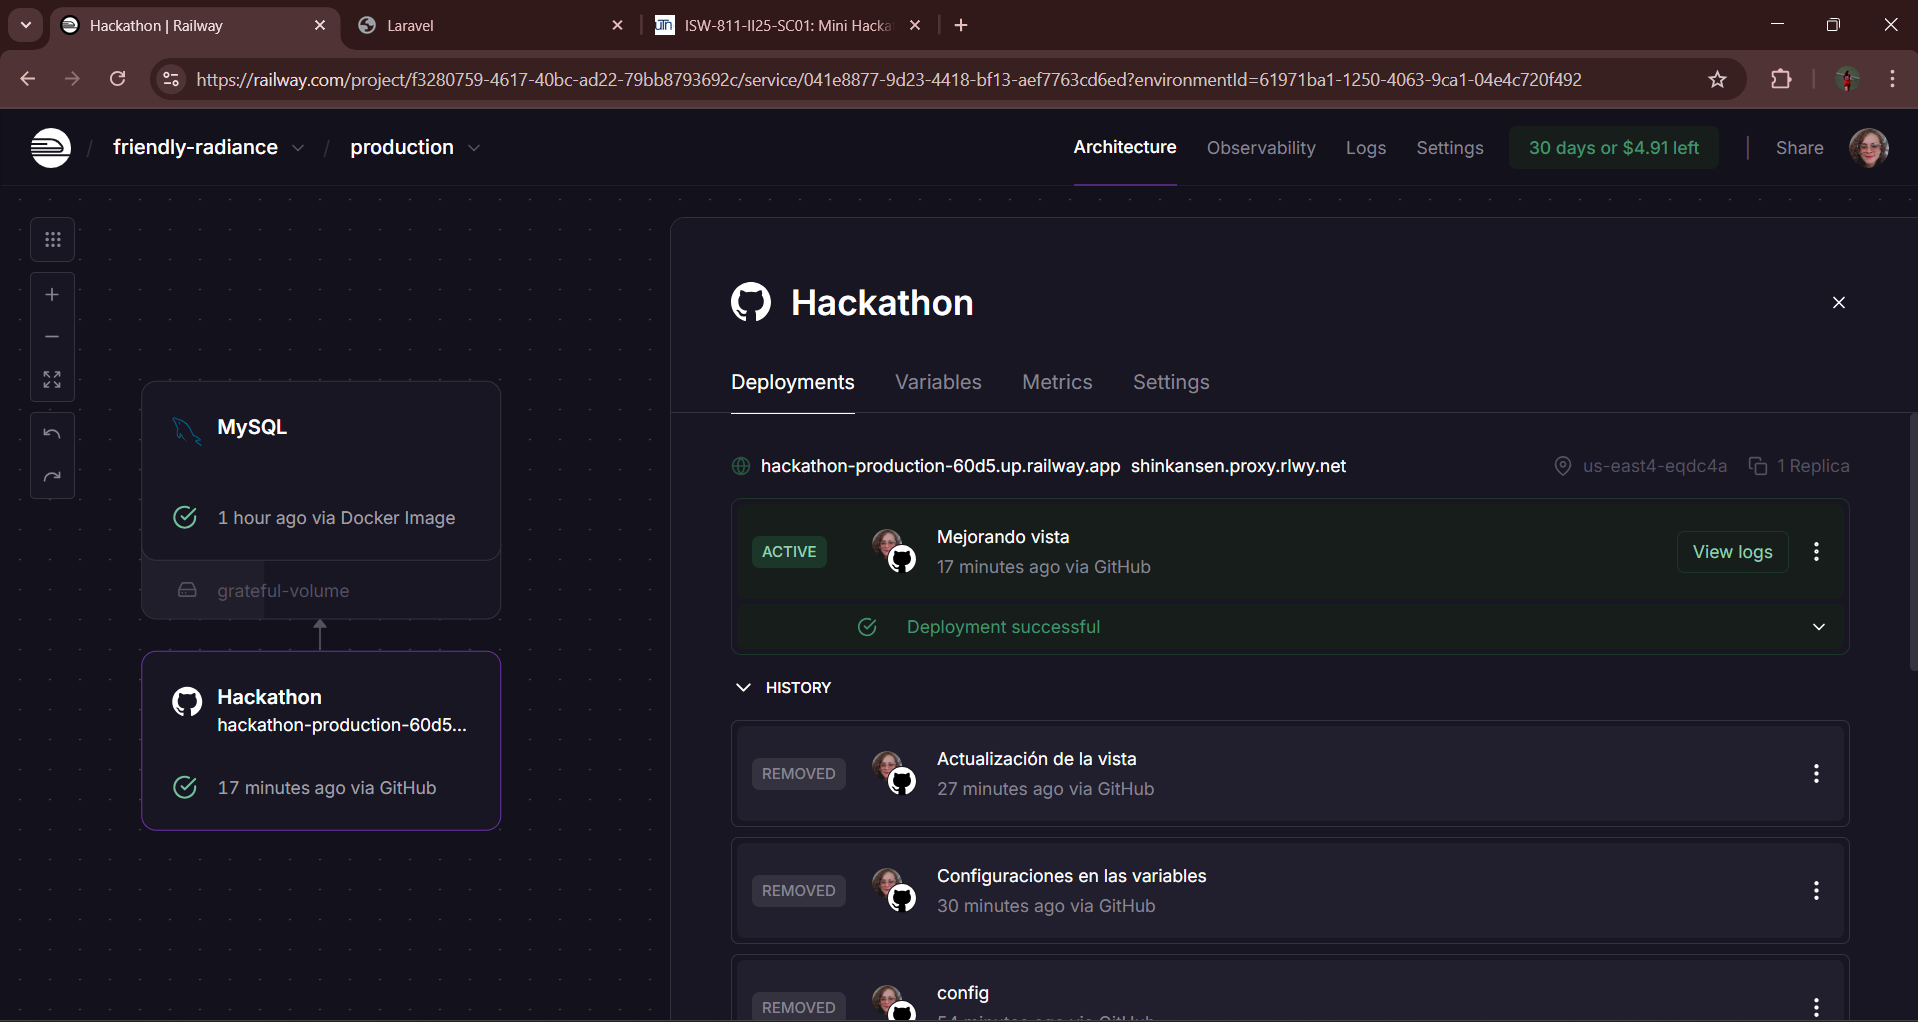 Hackathon | Railway
Laravel
UTN
ISW-811-II25-SC01: Mini Hacka
https://railway.com/project/f3280759-4617-40bc-ad22-79bb8793692c/service/041e8877-9d23-4418-bf13-aef7763cd6ed?environmentId=61971ba1-1250-4063-9ca1-04e4c720f492
/ friendly-radiance / production
Architecture
Observability
Logs
Settings
30 days or $4.91 left
Share
MySQL
1 hour ago via Docker Image
grateful-volume
Hackathon
hackathon-production-60d5...
17 minutes ago via GitHub
Hackathon
Deployments
Variables
Metrics
Settings
hackathon-production-60d5.up.railway.app shinkansen.proxy.rlwy.net
us-east4-eqdc4a
1 Replica
ACTIVE
Mejorando vista
17 minutes ago via GitHub
View logs
Deployment successful
HISTORY
REMOVED
Actualización de la vista
27 minutes ago via GitHub
REMOVED
Configuraciones en las variables
30 minutes ago via GitHub
REMOVED
config
54 minutes ago via GitHub